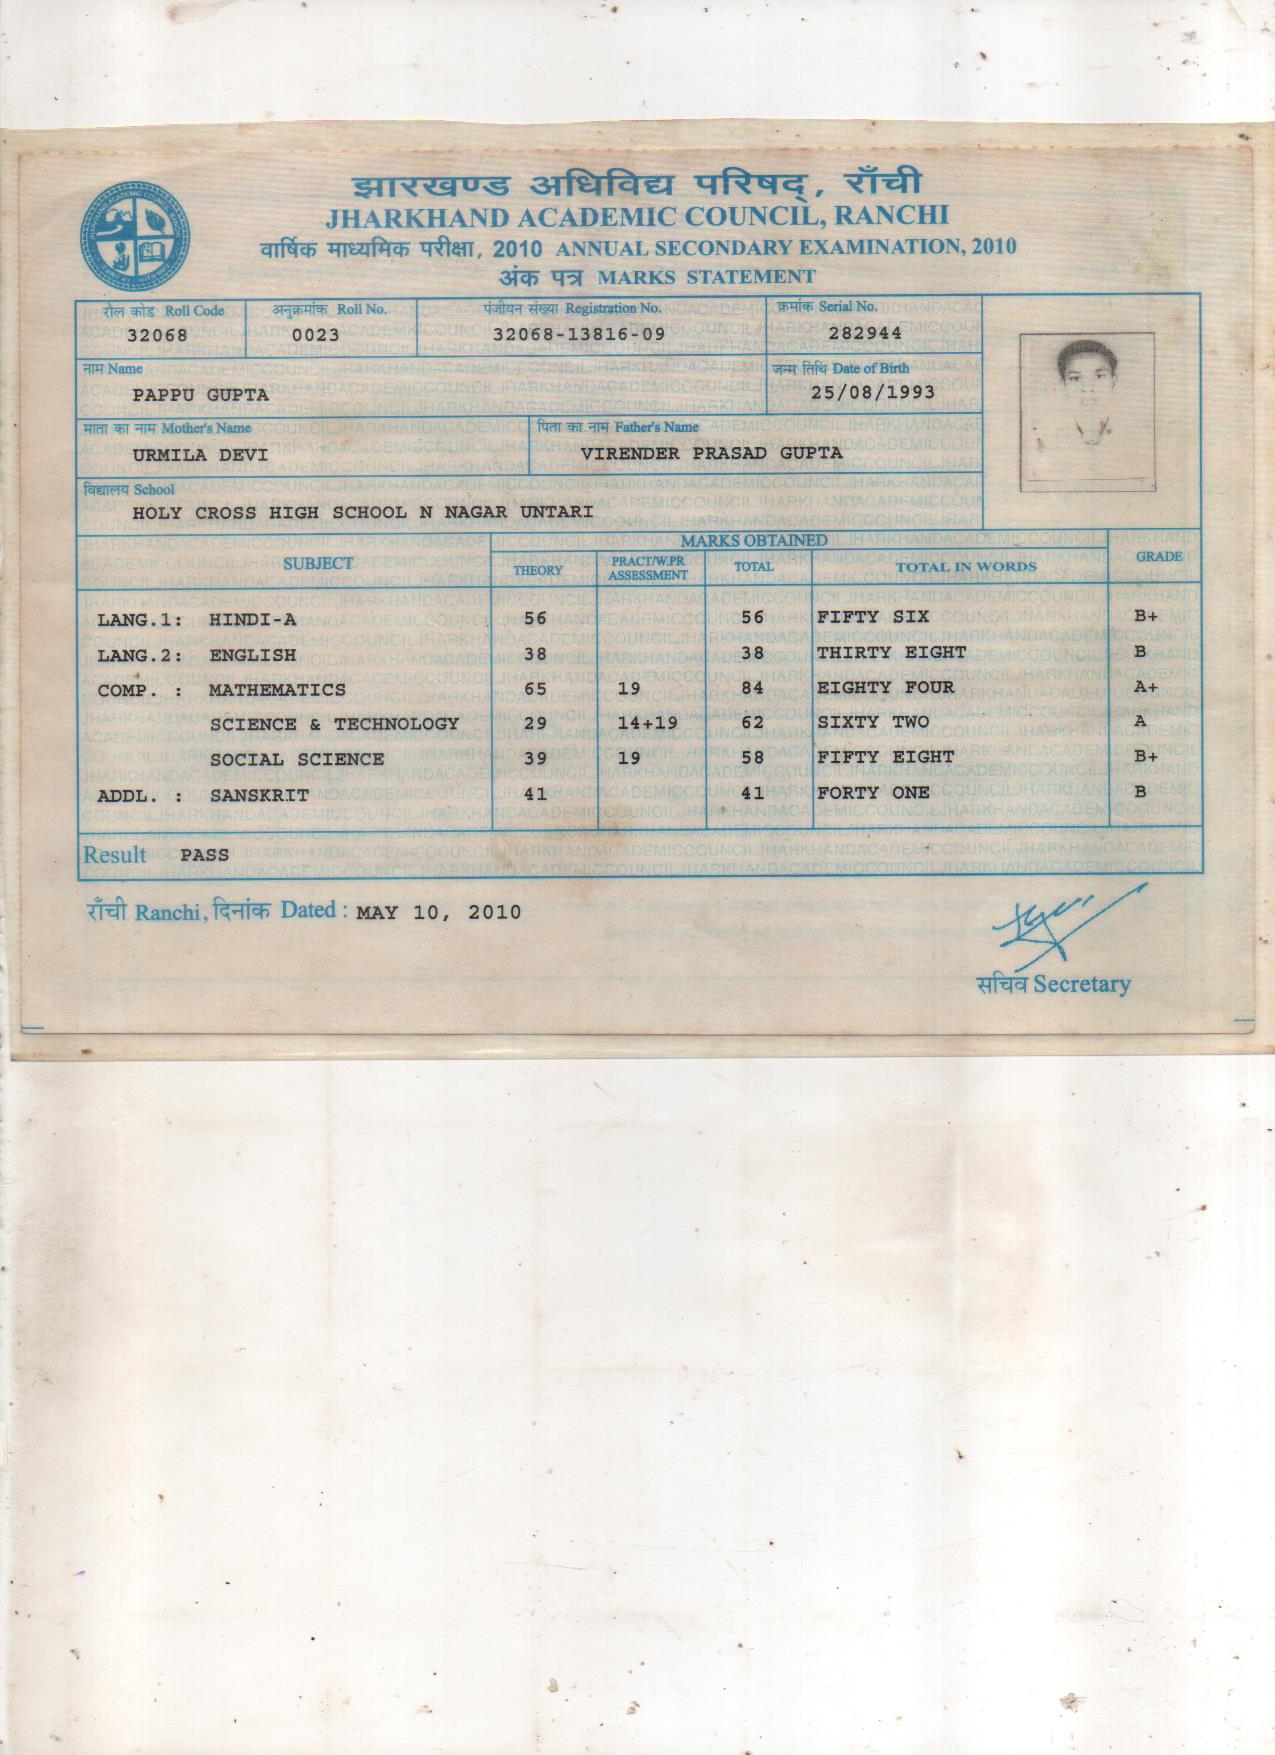 झारखण्ड अधिविद्य परिषद्, राँची
JHARKHAND ACADEMIC COUNCIL, RANCHI
वार्षिक माध्यमिक परीक्षा, 2010 ANNUAL SECONDARY EXAMINATION, 2010
अंक पत्र MARKS STATEMENT
रौल कोड Roll Code अनुक्रमांक Roll No. पंजीयन संख्या Registration No. क्रमांक Serial No.
32068 0023 32068-13816-09 282944
नाम Name जन्म तिथि Date of Birth
PAPPU GUPTA 25/08/1993
माता का नाम Mother's Name पिता का नाम Father's Name
URMILA DEVI VIRENDER PRASAD GUPTA
विद्यालय School
HOLY CROSS HIGH SCHOOL N NAGAR UNTARI
MARKS OBTAINED
SUBJECT THEORY PRACT/W.PR ASSESSMENT TOTAL TOTAL IN WORDS GRADE
LANG.1: HINDI-A 56 56 FIFTY SIX B+
LANG.2: ENGLISH 38 38 THIRTY EIGHT B
COMP. : MATHEMATICS 65 19 84 EIGHTY FOUR A+
SCIENCE & TECHNOLOGY 29 14+19 62 SIXTY TWO A
SOCIAL SCIENCE 39 19 58 FIFTY EIGHT B+
ADDL. : SANSKRIT 41 41 FORTY ONE B
Result PASS
राँची Ranchi, दिनांक Dated : MAY 10, 2010
सचिव Secretary